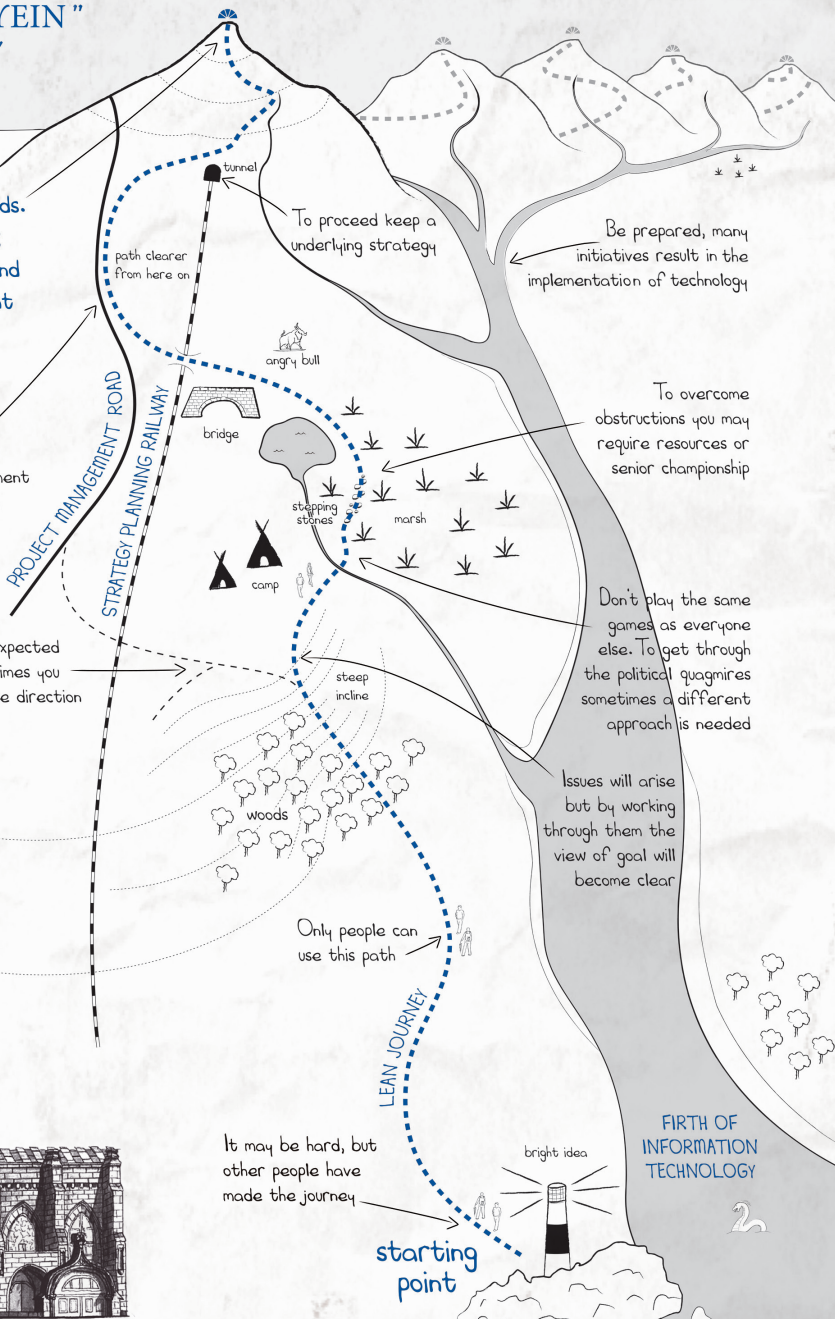 YEIN"
tunnel
ds.
To proceed keep a
underlying strategy
Be prepared, many
initiatives result in the
implementation of technology
nd
nt
path clearer
from here on
angry bull
PROJECT MANAGEMENT ROAD
STRATEGY PLANNING RAILWAY
bridge
To overcome
obstructions you may
require resources or
senior championship
ment
stepping
stones
marsh
camp
Don't play the same
games as everyone
else. To get through
the political quagmires
sometimes a different
approach is needed
xpected
imes you
e direction
steep
incline
Issues will arise
but by working
through them the
view of goal will
become clear
woods
Only people can
use this path
LEAN JOURNEY
FIRTH OF
INFORMATION
TECHNOLOGY
It may be hard, but
other people have
made the journey
bright idea
starting
point